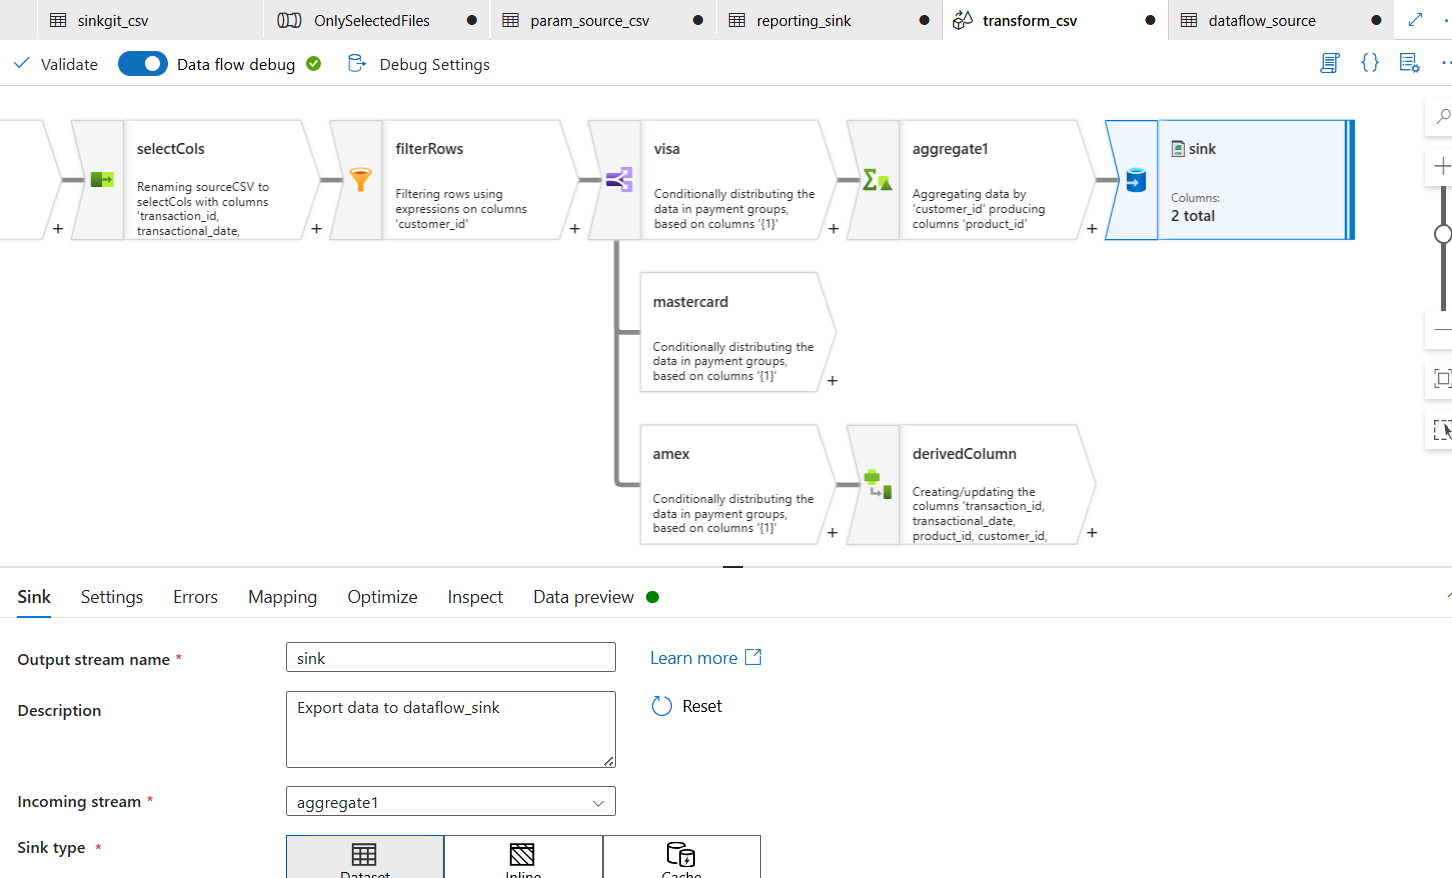 sinkgit_csv
OnlySelectedFiles
param_source_csv
reporting_sink
transform_csv
dataflow_source
Validate
Data flow debug
Debug Settings
selectCols
Renaming sourceCSV to
selectCols with columns
'transaction_id,
transactional_date,
filterRows
Filtering rows using
expressions on columns
'customer_id'
visa
Conditionally distributing the
data in payment groups,
based on columns '{1}'
aggregate1
Aggregating data by
'customer_id' producing
columns 'product_id'
sink
Columns:
2 total
mastercard
Conditionally distributing the
data in payment groups,
based on columns '{1}'
amex
Conditionally distributing the
data in payment groups,
based on columns '{1}'
derivedColumn
Creating/updating the
columns 'transaction_id,
transactional_date,
product_id, customer_id,
Sink
Settings
Errors
Mapping
Optimize
Inspect
Data preview
Output stream name *
sink
Learn more
Description
Export data to dataflow_sink
Reset
Incoming stream *
aggregate1
Sink type *
Dataset
Inline
Cache